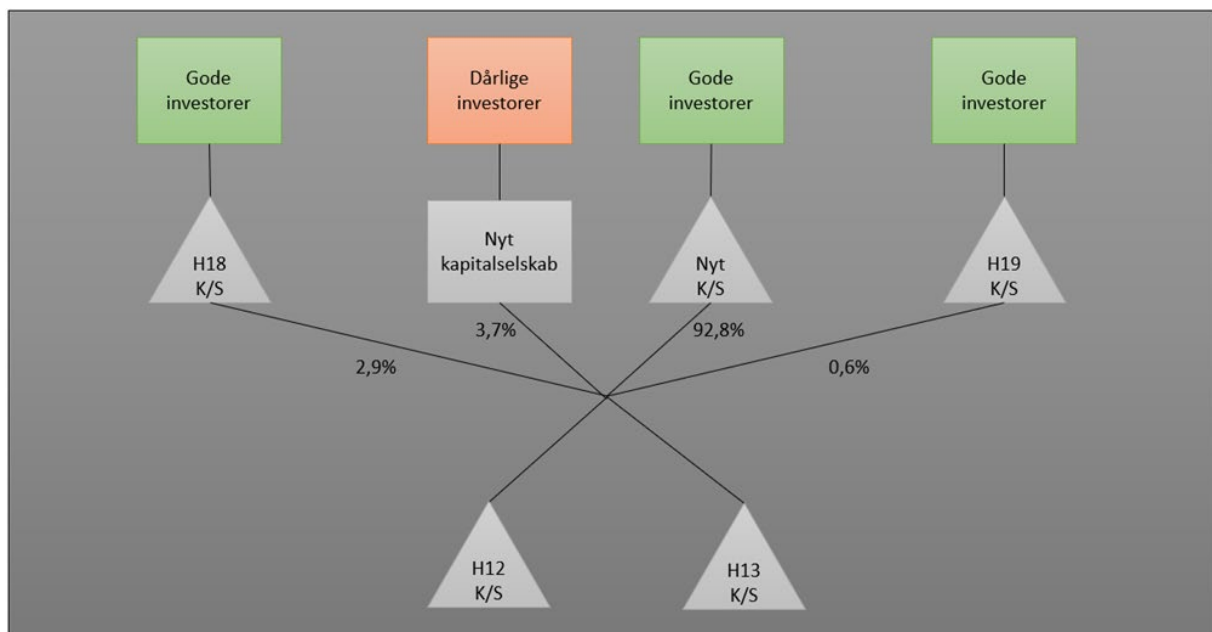 Gode
investorer
Dårlige
investorer
Gode
investorer
Gode
investorer
H18
K/S
Nyt
kapitalselskab
Nyt
K/S
H19
K/S
3,7%
92,8%
2,9%
0,6%
H12
K/S
H13
K/S